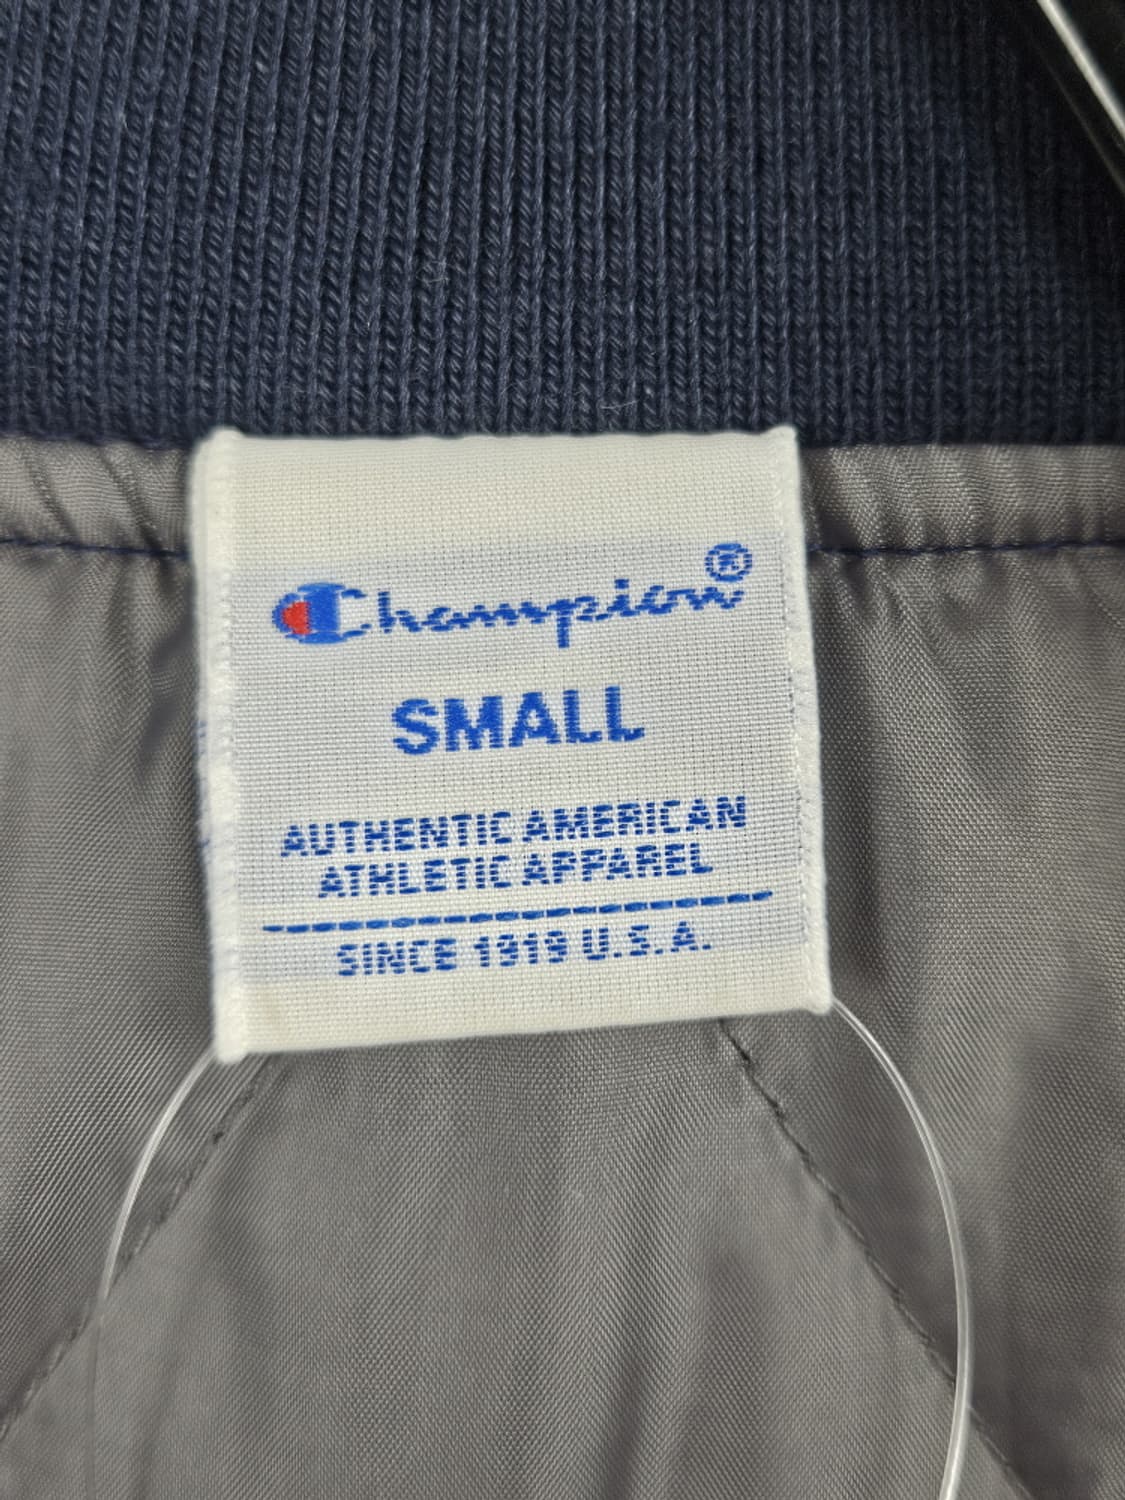 Champion®
SMALL
AUTHENTIC AMERICAN
ATHLETIC APPAREL
SINCE 1919 U.S.A.